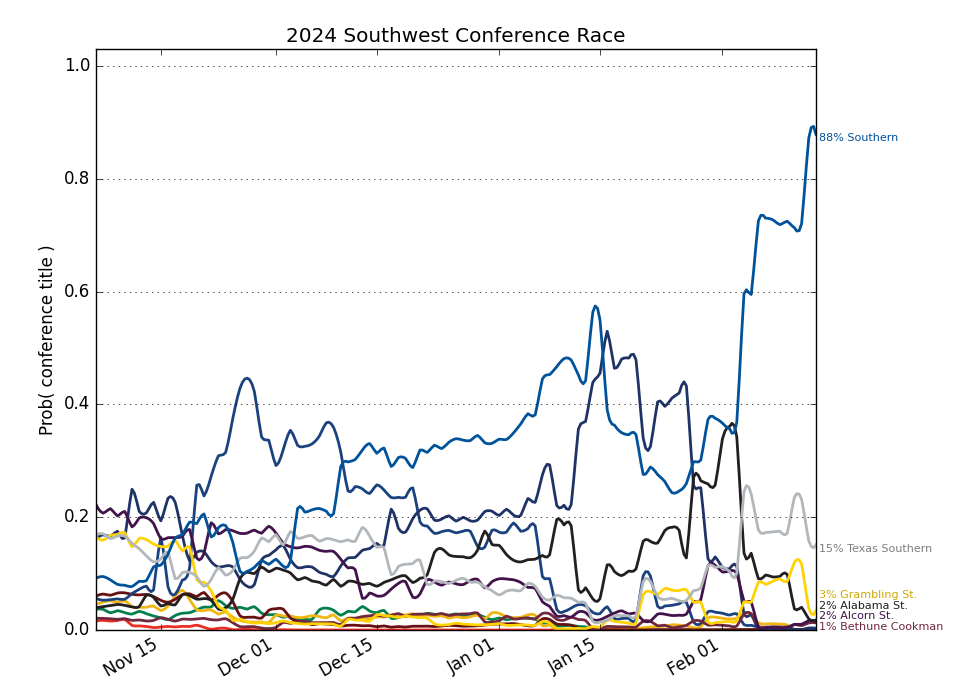 2024 Southwest Conference Race
Prob( conference title )
1.0
0.8
0.6
0.4
0.2
0.0
Nov 15
Dec 01
Dec 15
Jan 01
Jan 15
Feb 01
88% Southern
15% Texas Southern
3% Grambling St.
2% Alabama St.
2% Alcorn St.
1% Bethune Cookman